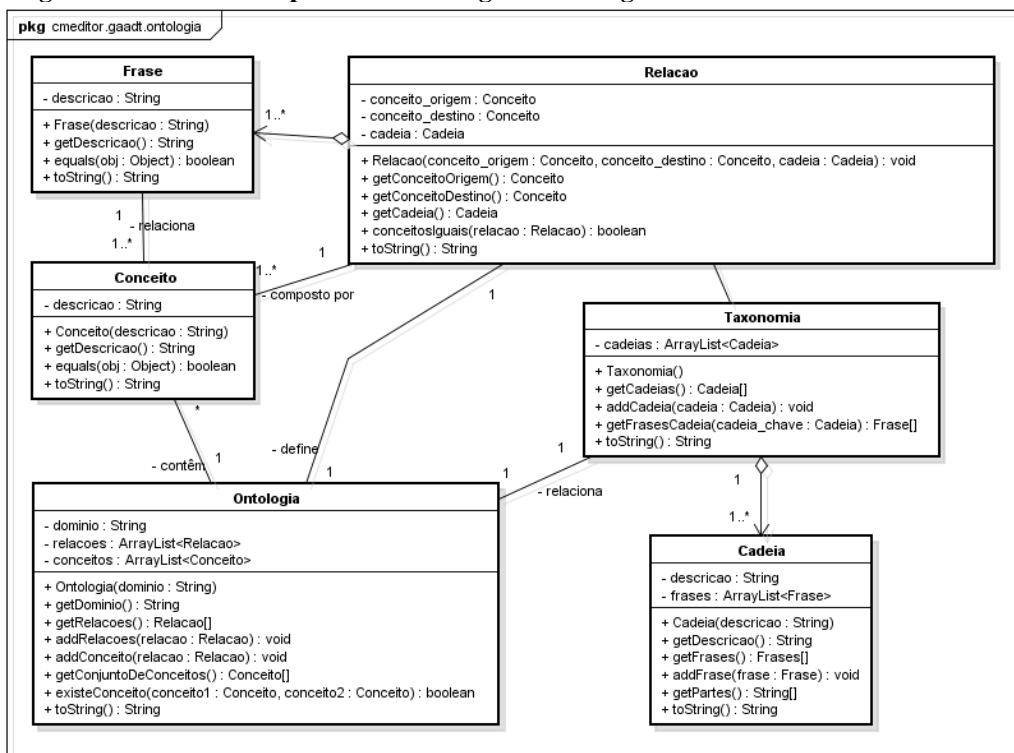 pkg cmeditor.gaadt.ontologia
Frase
- descricao : String
+ Frase(descricao : String)
+ getDescricao() : String
+ equals(obj : Object) : boolean
+ toString() : String
Relacao
- conceito_origem : Conceito
- conceito_destino : Conceito
- cadeia : Cadeia
+ Relacao(conceito_origem : Conceito, conceito_destino : Conceito, cadeia : Cadeia) : void
+ getConceitoOrigem() : Conceito
+ getConceitoDestino() : Conceito
+ getCadeia() : Cadeia
+ conceitosIguais(relacao : Relacao) : boolean
+ toString() : String
1..*
1
- relaciona
1..*
1..*
1
- composto por
1
Conceito
- descricao : String
+ Conceito(descricao : String)
+ getDescricao() : String
+ equals(obj : Object) : boolean
+ toString() : String
Taxonomia
- cadeias : ArrayList<Cadeia>
+ Taxonomia()
+ getCadeias() : Cadeia[]
+ addCadeia(cadeia : Cadeia) : void
+ getFrasesCadeia(cadeia_chave : Cadeia) : Frase[]
+ toString() : String
*
- contêm
1
- define
1
1
1
- relaciona
1
1..*
Ontologia
- dominio : String
- relacoes : ArrayList<Relacao>
- conceitos : ArrayList<Conceito>
+ Ontologia(dominio : String)
+ getDominio() : String
+ getRelacoes() : Relacao[]
+ addRelacoes(relacao : Relacao) : void
+ addConceito(relacao : Relacao) : void
+ getConjuntoDeConceitos() : Conceito[]
+ existeConceito(conceito1 : Conceito, conceito2 : Conceito) : boolean
+ toString() : String
Cadeia
- descricao : String
- frases : ArrayList<Frase>
+ Cadeia(descricao : String)
+ getDescricao() : String
+ getFrases() : Frases[]
+ addFrase(frase : Frase) : void
+ getPartes() : String[]
+ toString() : String